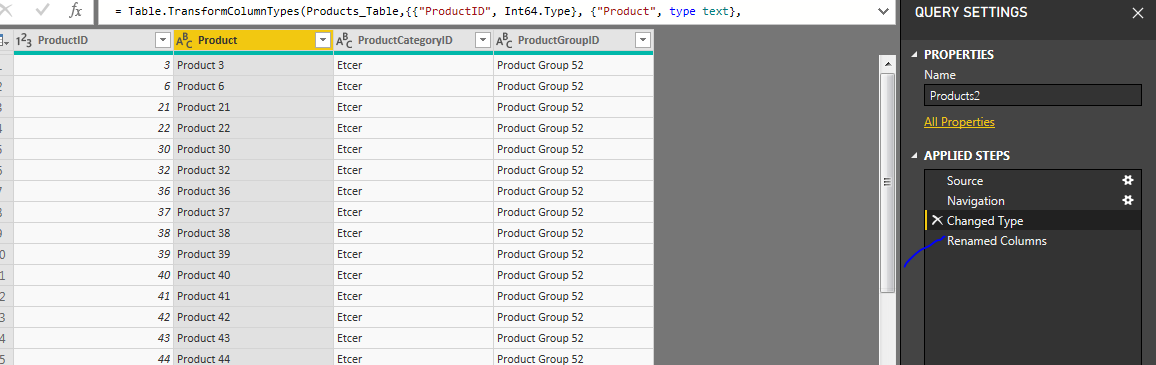 fx = Table.TransformColumnTypes(Products_Table,{{"ProductID", Int64.Type}, {"Product", type text},
1²3 ProductID ABC Product ABC ProductCategoryID ABC ProductGroupID
3 Product 3 Etcer Product Group 52
6 Product 6 Etcer Product Group 52
21 Product 21 Etcer Product Group 52
22 Product 22 Etcer Product Group 52
30 Product 30 Etcer Product Group 52
32 Product 32 Etcer Product Group 52
36 Product 36 Etcer Product Group 52
37 Product 37 Etcer Product Group 52
38 Product 38 Etcer Product Group 52
39 Product 39 Etcer Product Group 52
40 Product 40 Etcer Product Group 52
41 Product 41 Etcer Product Group 52
42 Product 42 Etcer Product Group 52
43 Product 43 Etcer Product Group 52
44 Product 44 Etcer Product Group 52
QUERY SETTINGS
PROPERTIES
Name
Products2
All Properties
APPLIED STEPS
Source
Navigation
Changed Type
Renamed Columns